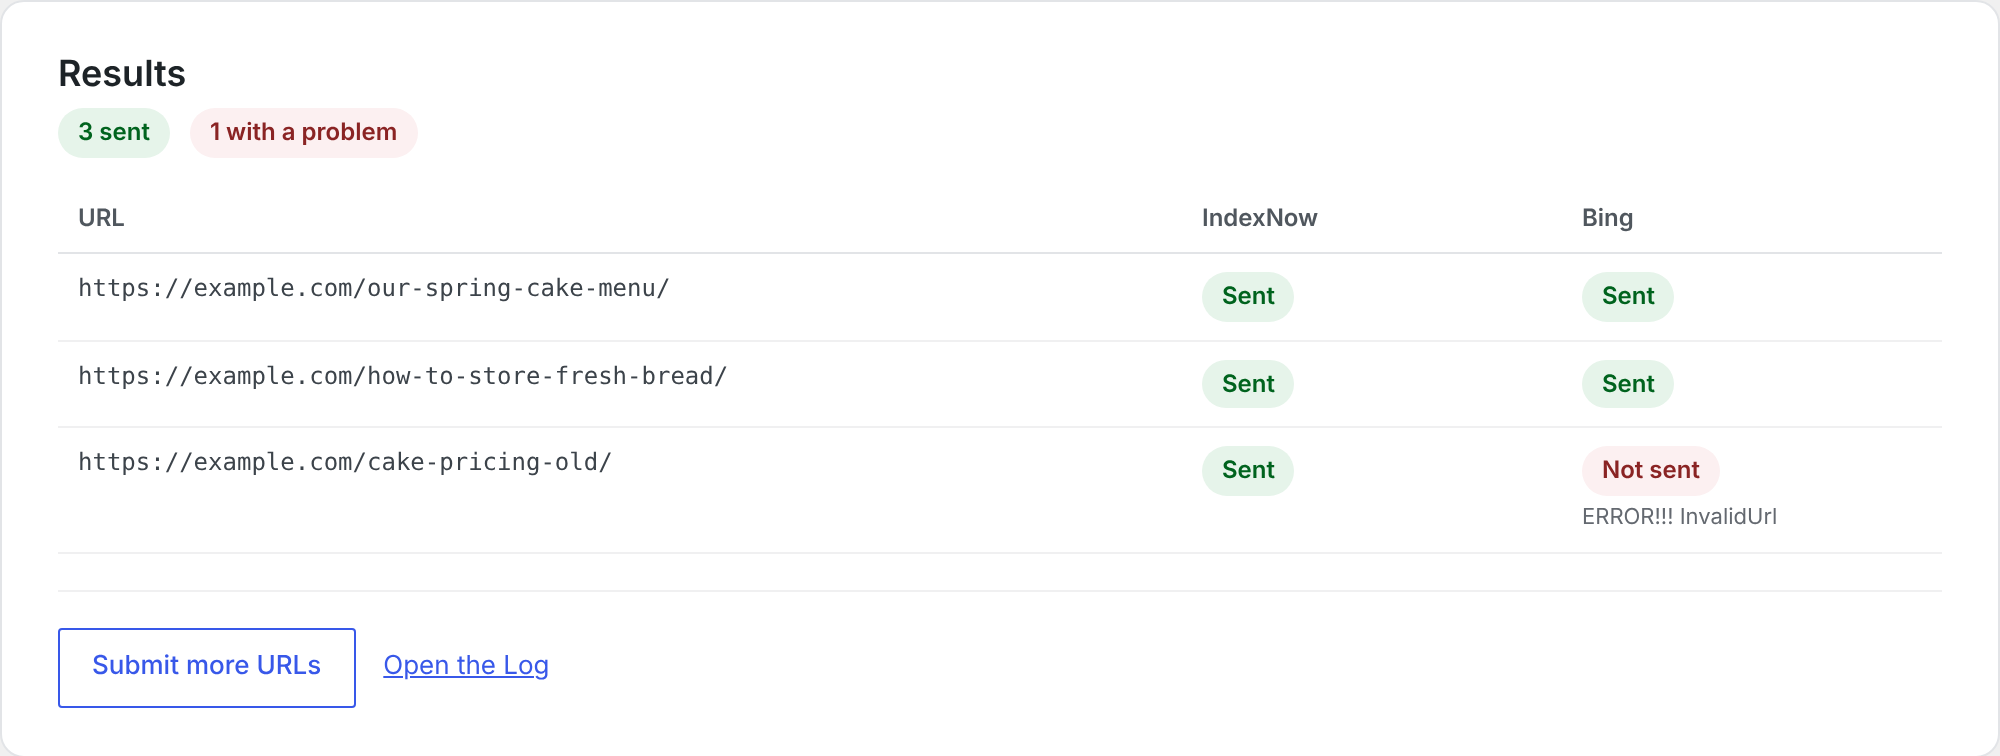 Results
3 sent 1 with a problem
URL IndexNow Bing
https://example.com/our-spring-cake-menu/ Sent Sent
https://example.com/how-to-store-fresh-bread/ Sent Sent
https://example.com/cake-pricing-old/ Sent Not sent
ERROR!!! InvalidUrl
Submit more URLs Open the Log